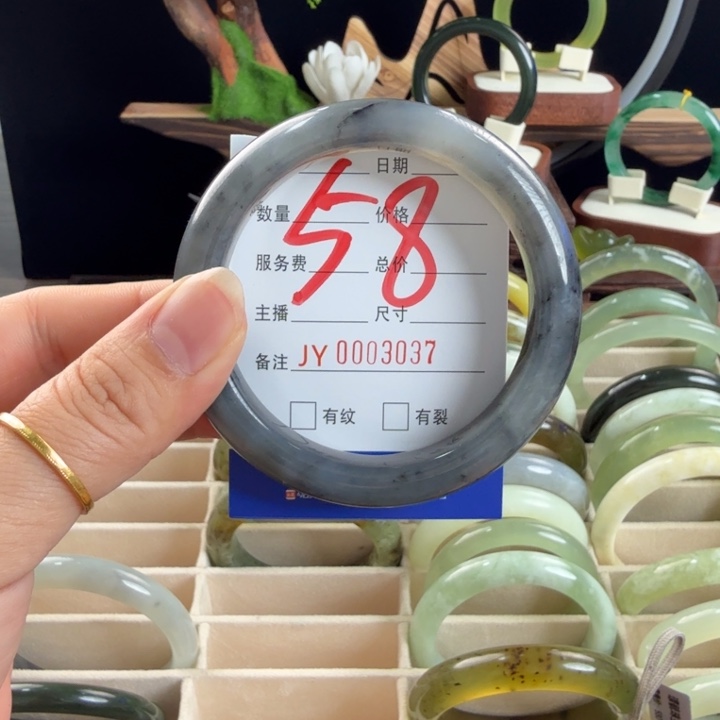 日期
数量 价格
58
服务费 总价
主播 尺寸
备注 JY 0003037
有纹 有裂